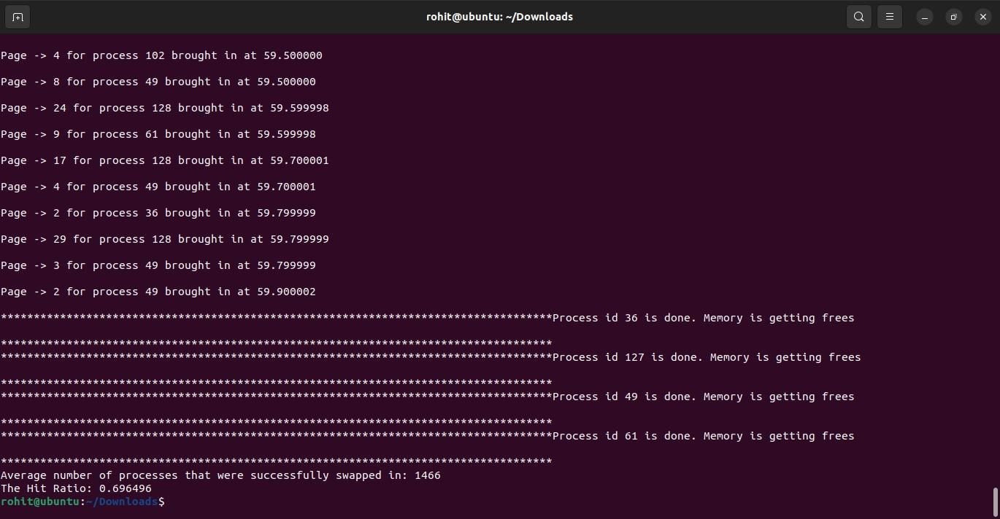 rohit@ubuntu: ~/Downloads
Page -> 4 for process 102 brought in at 59.500000
Page -> 8 for process 49 brought in at 59.500000
Page -> 24 for process 128 brought in at 59.599998
Page -> 9 for process 61 brought in at 59.599998
Page -> 17 for process 128 brought in at 59.700001
Page -> 4 for process 49 brought in at 59.700001
Page -> 2 for process 36 brought in at 59.799999
Page -> 29 for process 128 brought in at 59.799999
Page -> 3 for process 49 brought in at 59.799999
Page -> 2 for process 49 brought in at 59.900002
************************************************************************************Process id 36 is done. Memory is getting frees
************************************************************************************
************************************************************************************Process id 127 is done. Memory is getting frees
************************************************************************************
************************************************************************************Process id 49 is done. Memory is getting frees
************************************************************************************
************************************************************************************Process id 61 is done. Memory is getting frees
************************************************************************************
Average number of processes that were successfully swapped in: 1466
The Hit Ratio: 0.696496
rohit@ubuntu:~/Downloads$